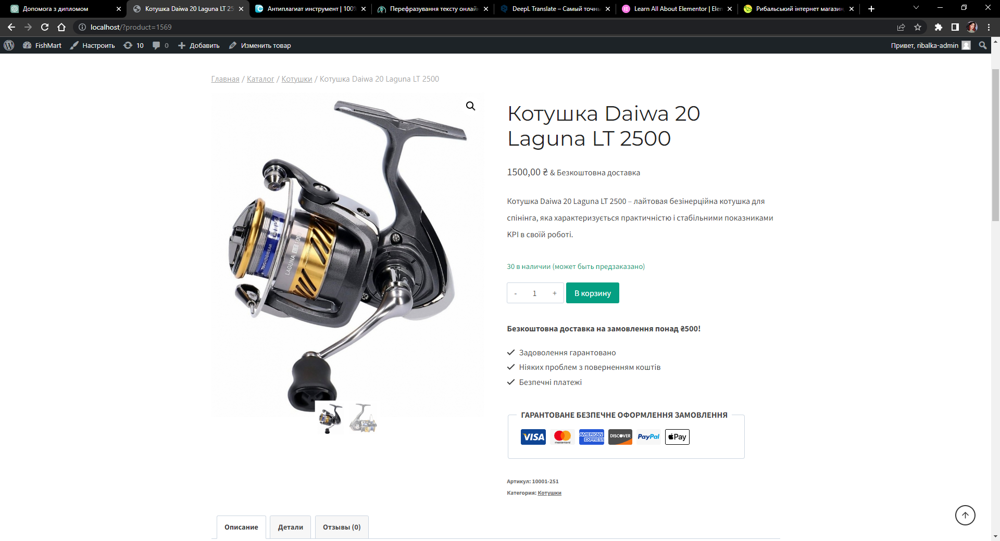 Допомога з дипломом
Котушка Daiwa 20 Laguna LT 25
Антиплагиат инструмент | 100%
Перефразування тексту онлайн
DeepL Translate – Самый точны
Learn All About Elementor | Elem
Рибальський інтернет магазин
localhost/?product=1569
FishMart
Настроить
10
0
Добавить
Изменить товар
Привет, ribalka-admin
Главная / Каталог / Котушки / Котушка Daiwa 20 Laguna LT 2500
Котушка Daiwa 20
Laguna LT 2500
1500,00 ₴ & Безкоштовна доставка
Котушка Daiwa 20 Laguna LT 2500 – лайтовая безінерційна котушка для
спінінга, яка характеризується практичністю і стабільними показниками
KPI в своїй роботі.
30 в наличии (может быть предзаказано)
- 1 +
В корзину
Безкоштовна доставка на замовлення понад ₴500!
Задоволення гарантовано
Ніяких проблем з поверненням коштів
Безпечні платежі
ГАРАНТОВАНЕ БЕЗПЕЧНЕ ОФОРМЛЕННЯ ЗАМОВЛЕННЯ
VISA
mastercard
AMERICAN EXPRESS
DISCOVER
PayPal
Pay
Артикул: 10001-251
Категория: Котушки
Описание
Детали
Отзывы (0)
LAGUNA LT 1000
TOUGH DIGIGEAR